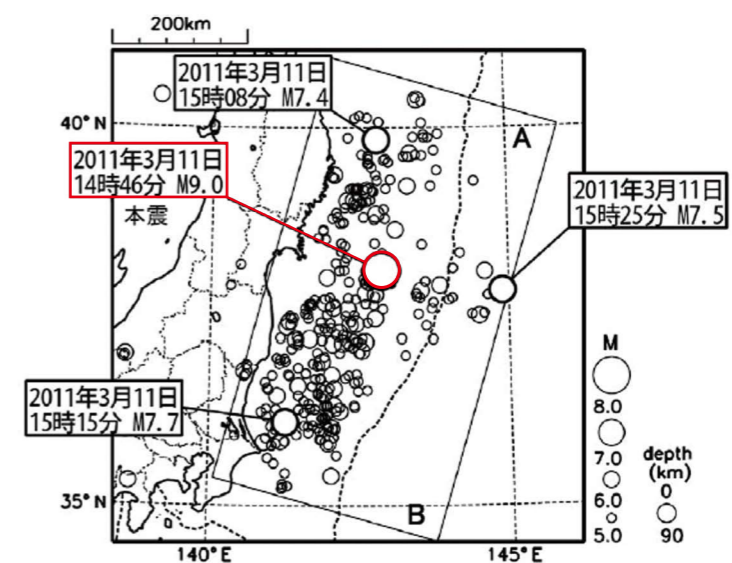 200km
2011年3月11日
15時08分 M7.4
40°N
A
2011年3月11日
14時46分 M9.0
本震
2011年3月11日
15時25分 M7.5
M
8.0
7.0
6.0
5.0
depth
(km)
0
90
2011年3月11日
15時15分 M7.7
35°N
B
140°E
145°E